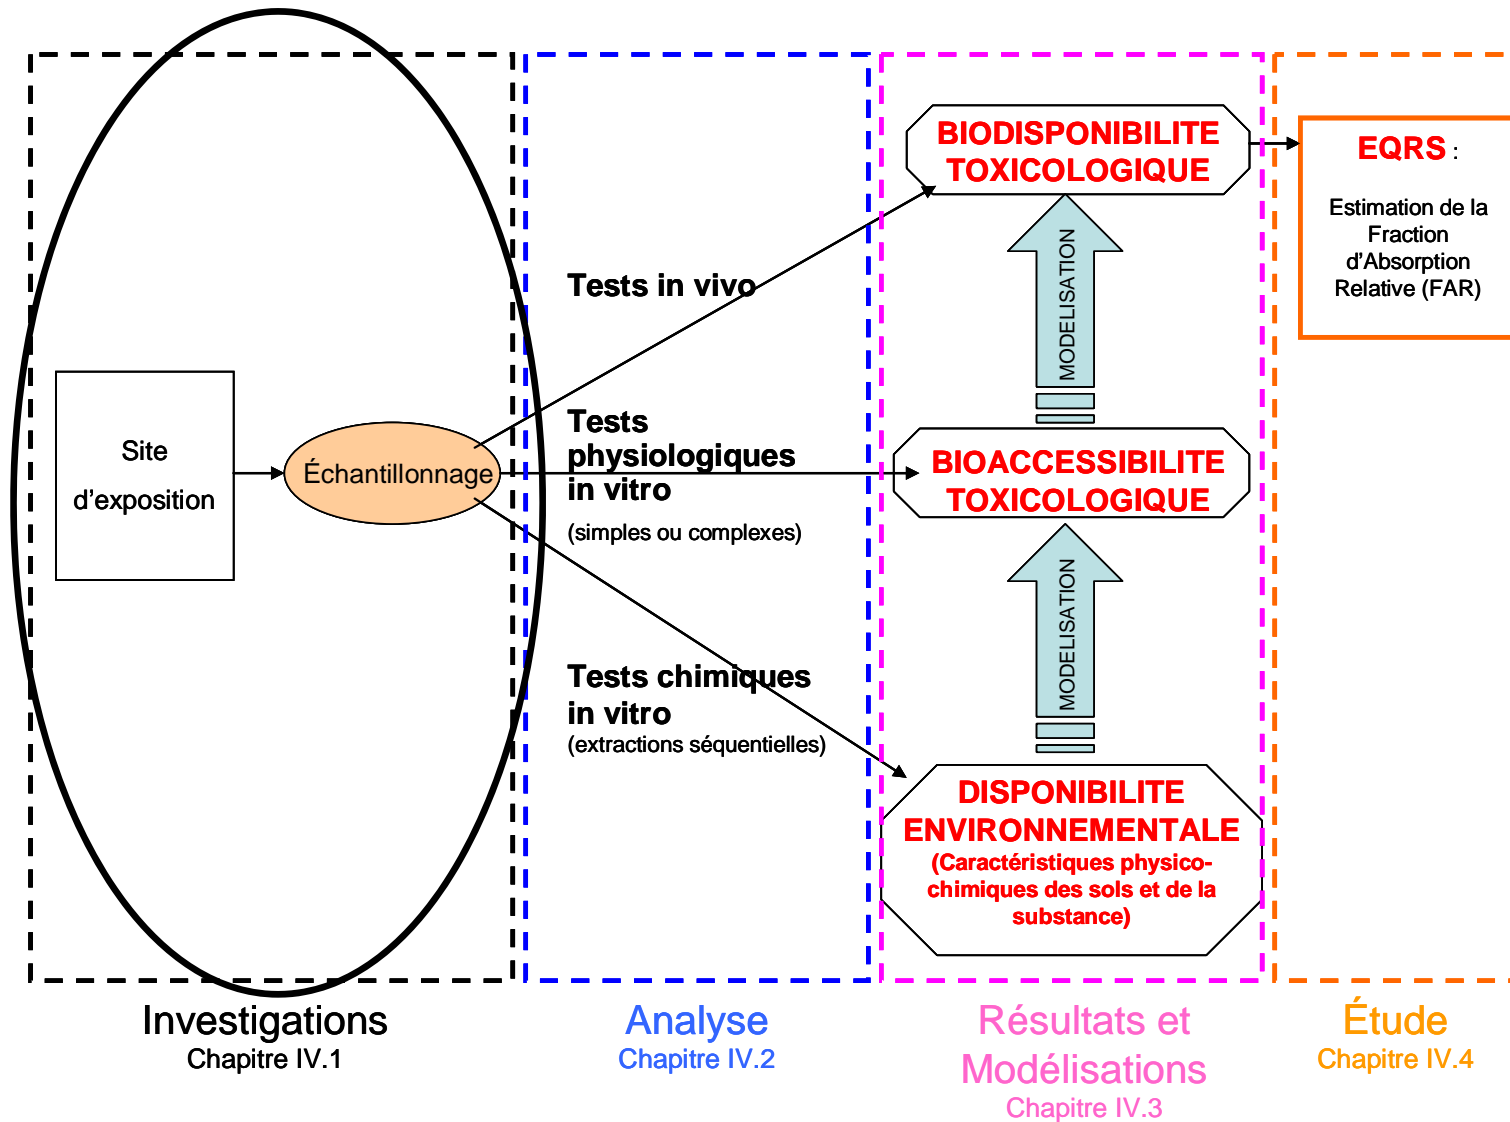 Site
d'exposition
Échantillonnage
Tests in vivo
Tests
physiologiques
in vitro
(simples ou complexes)
Tests chimiques
in vitro
(extractions séquentielles)
BIODISPONIBILITE
TOXICOLOGIQUE
MODELISATION
BIOACCESSIBILITE
TOXICOLOGIQUE
MODELISATION
DISPONIBILITE
ENVIRONNEMENTALE
(Caractéristiques physico-
chimiques des sols et de la
substance)
EQRS :
Estimation de la
Fraction
d'Absorption
Relative (FAR)
Investigations
Chapitre IV.1
Analyse
Chapitre IV.2
Résultats et
Modélisations
Chapitre IV.3
Étude
Chapitre IV.4